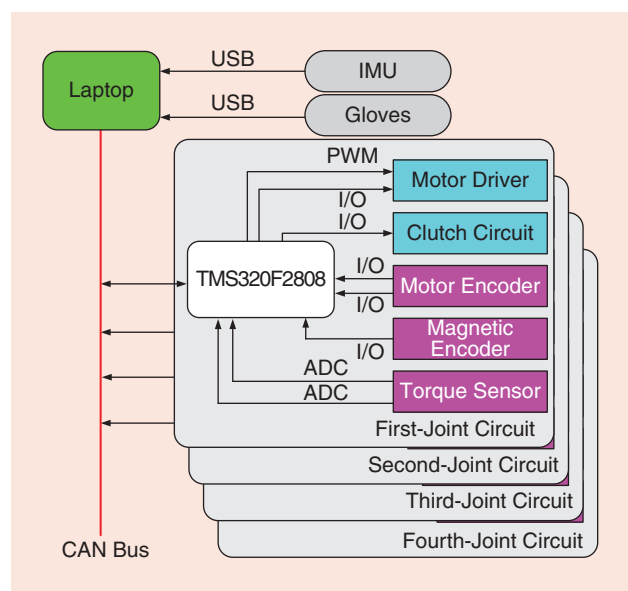 USB
IMU
Laptop
USB
Gloves
PWM
Motor Driver
I/O
I/O
Clutch Circuit
TMS320F2808
I/O
Motor Encoder
I/O
Magnetic
Encoder
I/O
ADC
Torque Sensor
ADC
First-Joint Circuit
Second-Joint Circuit
Third-Joint Circuit
Fourth-Joint Circuit
CAN Bus